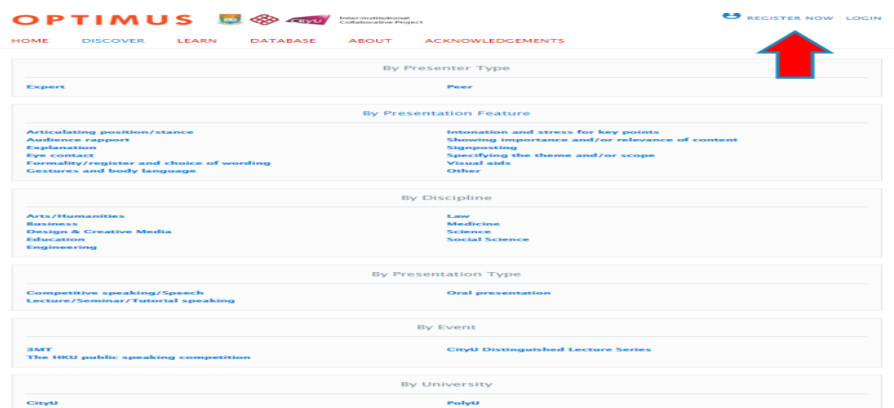 OPTIMUS CityU Inter-Institutional
Collaborative Project
REGISTER NOW LOGIN
HOME DISCOVER LEARN DATABASE ABOUT ACKNOWLEDGEMENTS
By Presenter Type
Expert Peer
By Presentation Feature
Articulating position/stance Intonation and stress for key points
Audience rapport Showing importance and/or relevance of content
Explanation Signposting
Eye contact Specifying the theme and/or scope
Formality/register and choice of wording Visual aids
Gestures and body language Other
By Discipline
Arts/Humanities Law
Business Medicine
Design & Creative Media Science
Education Social Science
Engineering
By Presentation Type
Competitive speaking/Speech Oral presentation
Lecture/Seminar/Tutorial speaking
By Event
3MT CityU Distinguished Lecture Series
The HKU public speaking competition
By University
CityU PolyU